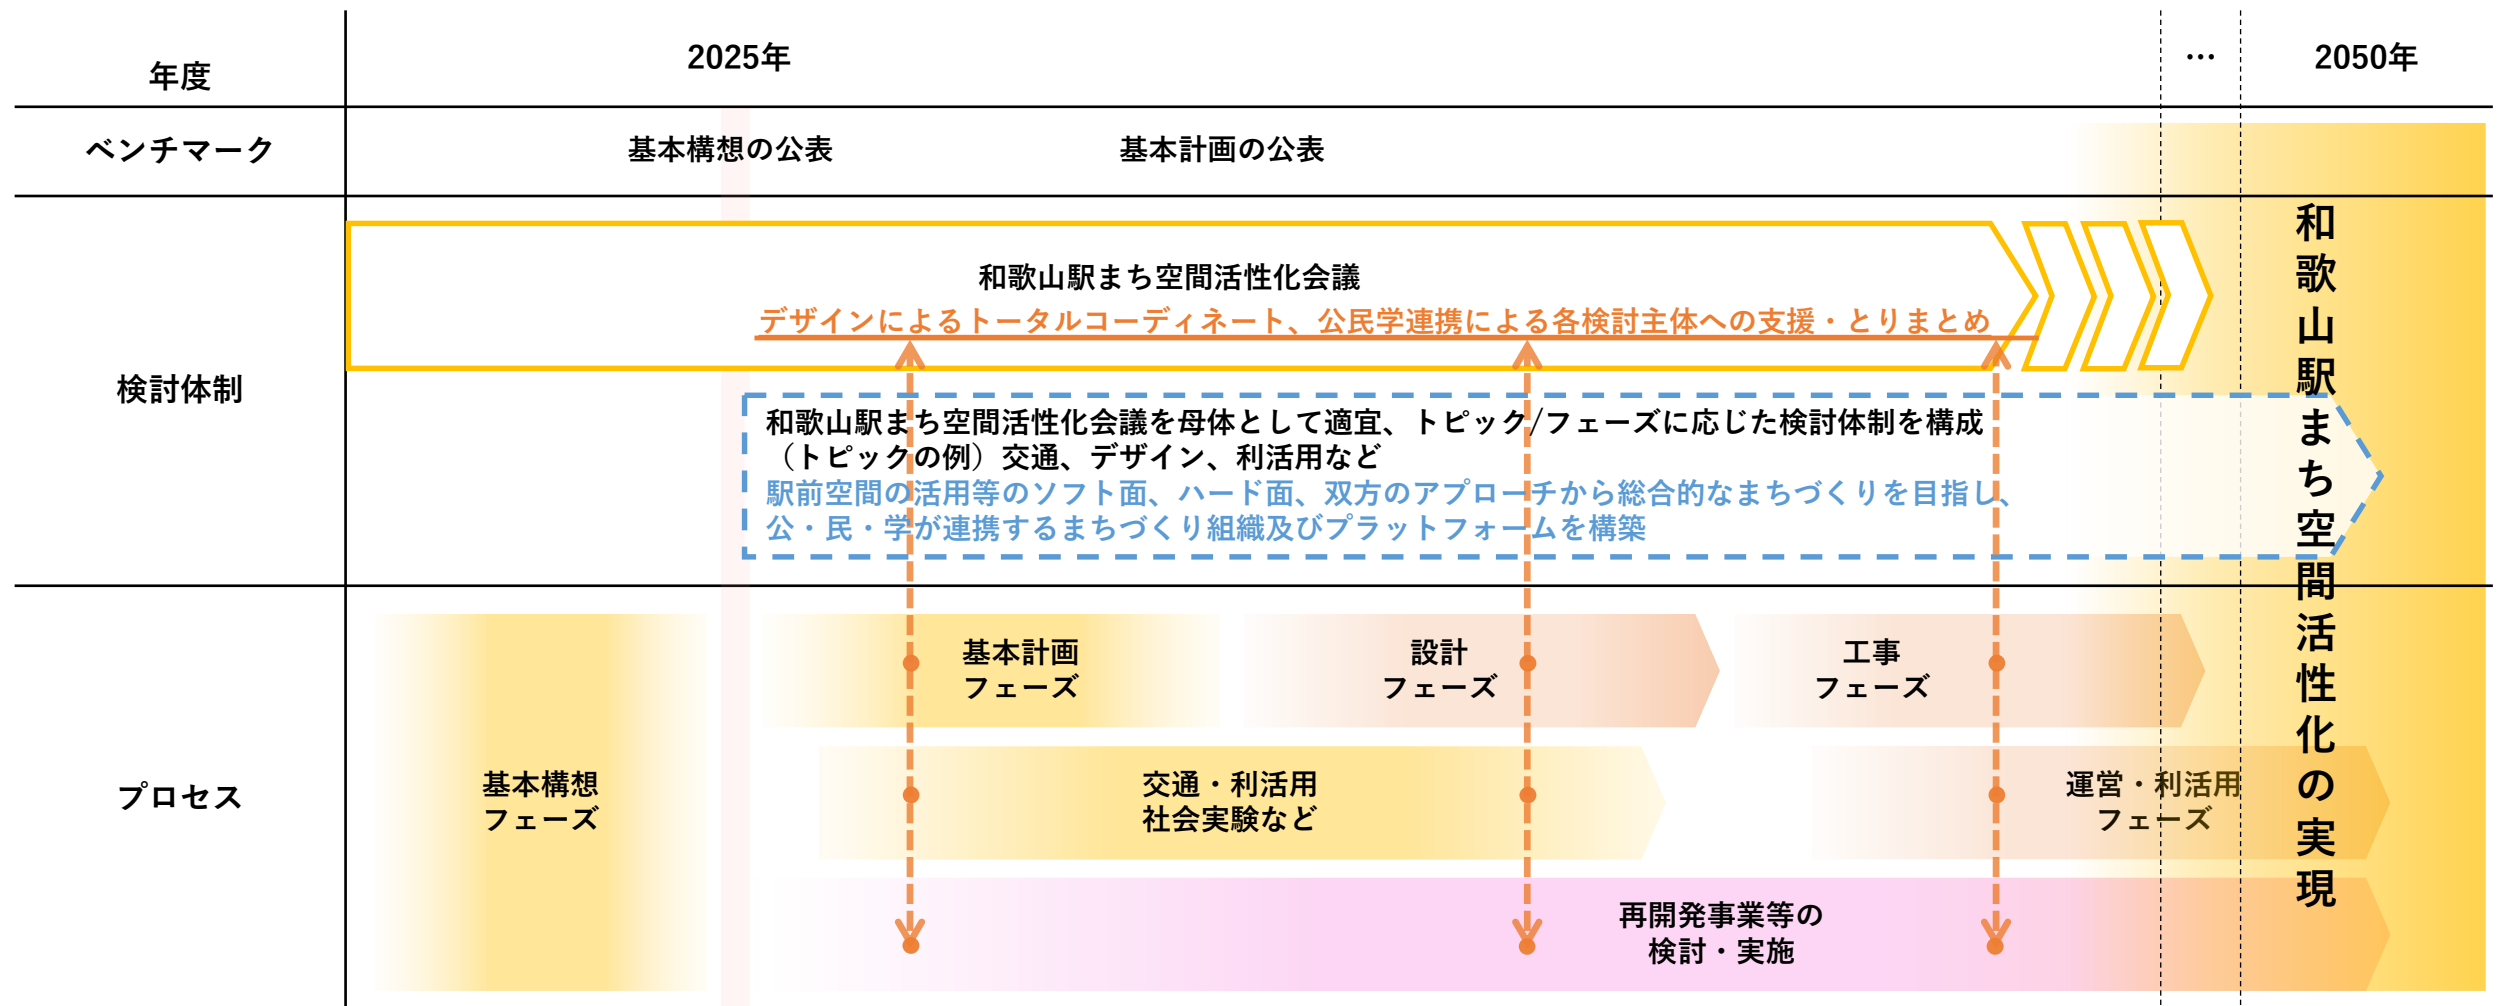 年度
2025年
…
2050年
ベンチマーク
基本構想の公表
基本計画の公表
検討体制
和歌山駅まち空間活性化会議
デザインによるトータルコーディネート、公民学連携による各検討主体への支援・とりまとめ
和歌山駅まち空間活性化会議を母体として適宜、トピック/フェーズに応じた検討体制を構成
（トピックの例）交通、デザイン、利活用など
駅前空間の活用等のソフト面、ハード面、双方のアプローチから総合的なまちづくりを目指し、
公・民・学が連携するまちづくり組織及びプラットフォームを構築
和歌山駅まち空間活性化の実現
プロセス
基本構想
フェーズ
基本計画
フェーズ
設計
フェーズ
工事
フェーズ
交通・利活用
社会実験など
運営・利活用
フェーズ
再開発事業等の
検討・実施